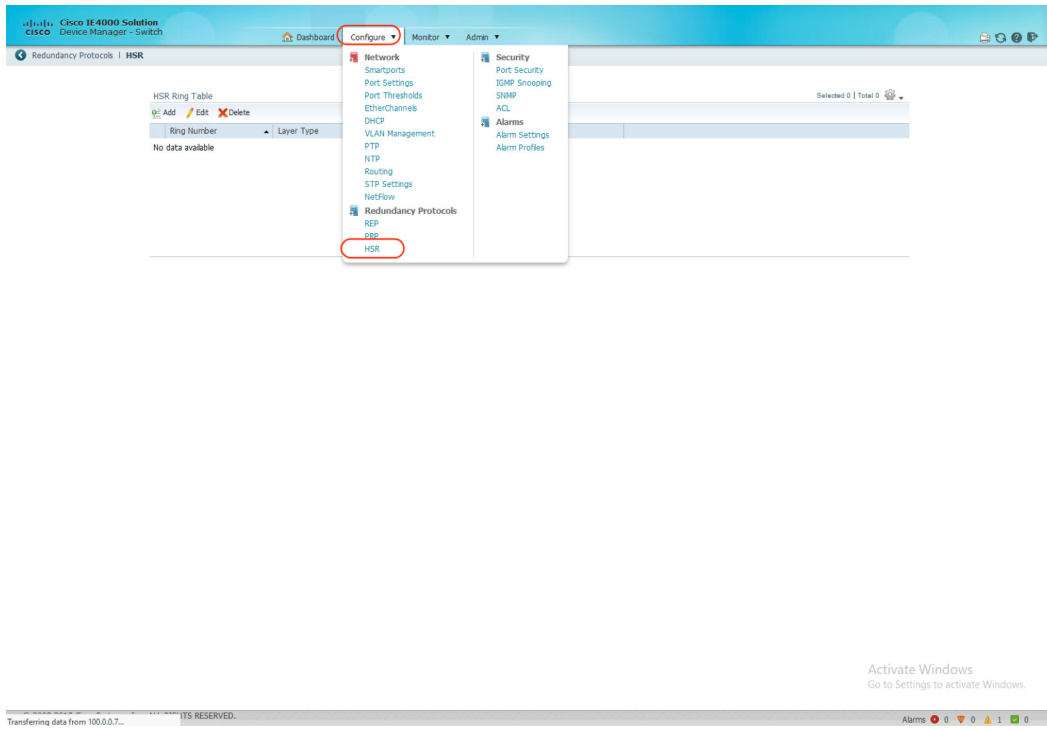 Cisco IE4000 Solution
CISCO Device Manager - Switch
Dashboard Configure ▼ Monitor ▼ Admin ▼
Redundancy Protocols | HSR
Network
Smartports
Port Settings
Port Thresholds
EtherChannels
DHCP
VLAN Management
PTP
NTP
Routing
STP Settings
NetFlow
Redundancy Protocols
REP
PRP
HSR
Security
Port Security
IGMP Snooping
SNMP
ACL
Alarms
Alarm Settings
Alarm Profiles
HSR Ring Table
Selected 0 | Total 0
Add Edit Delete
Ring Number Layer Type
No data available
Activate Windows
Go to Settings to activate Windows.
RESERVED.
Transferring data from 100.0.0.7...
Alarms 0 0 1 0